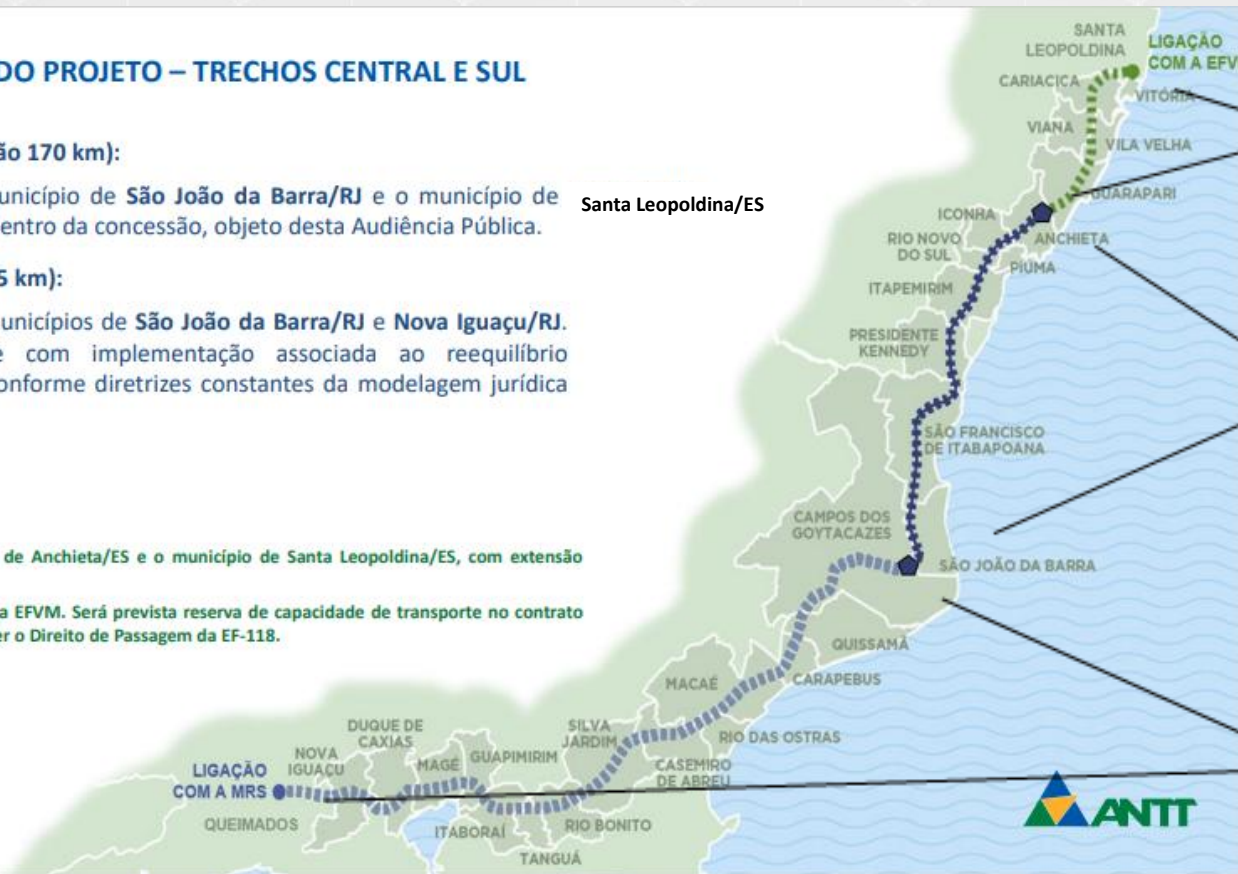 DO PROJETO – TRECHOS CENTRAL E SUL
ão 170 km):
unicípio de São João da Barra/RJ e o município de Santa Leopoldina/ES
entro da concessão, objeto desta Audiência Pública.
5 km):
unicípios de São João da Barra/RJ e Nova Iguaçu/RJ.
e com implementação associada ao reequilíbrio
onforme diretrizes constantes da modelagem jurídica
de Anchieta/ES e o município de Santa Leopoldina/ES, com extensão
a EFVM. Será prevista reserva de capacidade de transporte no contrato
er o Direito de Passagem da EF-118.
SANTA
LEOPOLDINA
LIGAÇÃO
COM A EFV
CARIACICA
VITÓRIA
VIANA
VILA VELHA
GUARAPARI
ICONHA
RIO NOVO
DO SUL
ANCHIETA
PIÚMA
ITAPEMIRIM
PRESIDENTE
KENNEDY
SÃO FRANCISCO
DE ITABAPOANA
CAMPOS DOS
GOYTACAZES
SÃO JOÃO DA BARRA
QUISSAMÃ
CARAPEBUS
MACAÉ
RIO DAS OSTRAS
CASEMIRO
DE ABREU
SILVA
JARDIM
DUQUE DE
CAXIAS
GUAPIMIRIM
MAGÉ
NOVA
IGUAÇU
LIGAÇÃO
COM A MRS
QUEIMADOS
ITABORAÍ
RIO BONITO
TANGUÁ
ANTT